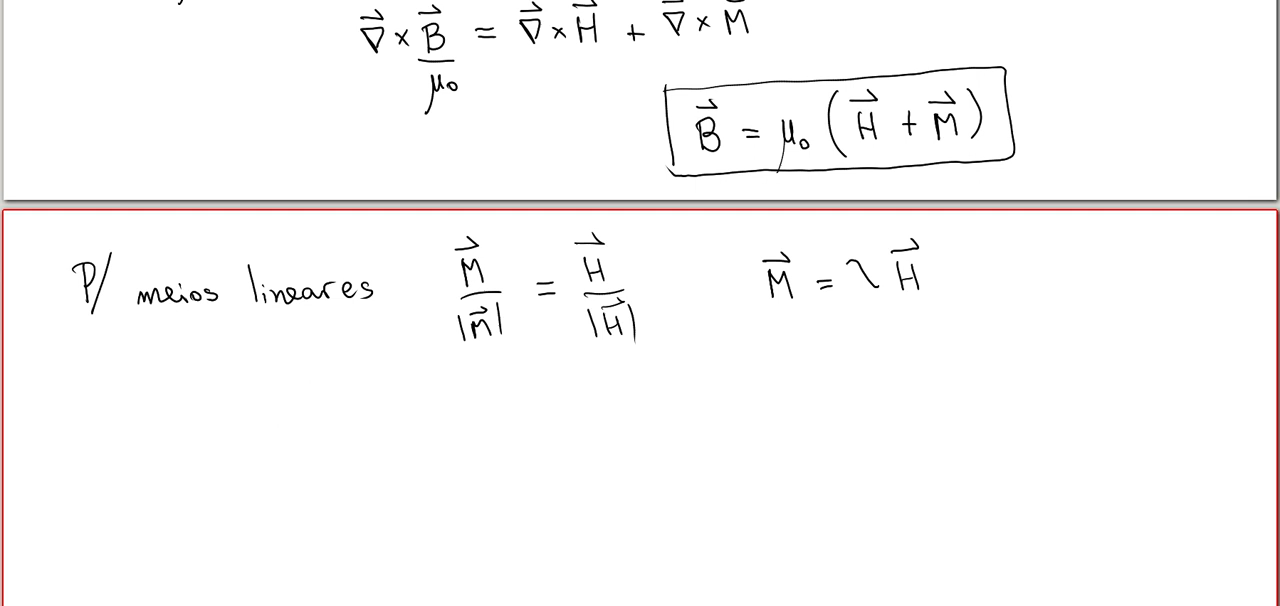 ∇⃗ × B⃗/μ₀ = ∇⃗ × H⃗ + ∇⃗ × M⃗
B⃗ = μ₀ (H⃗ + M⃗)
P/ meios lineares M⃗/|M⃗| = H⃗/|H⃗| M⃗ = H⃗